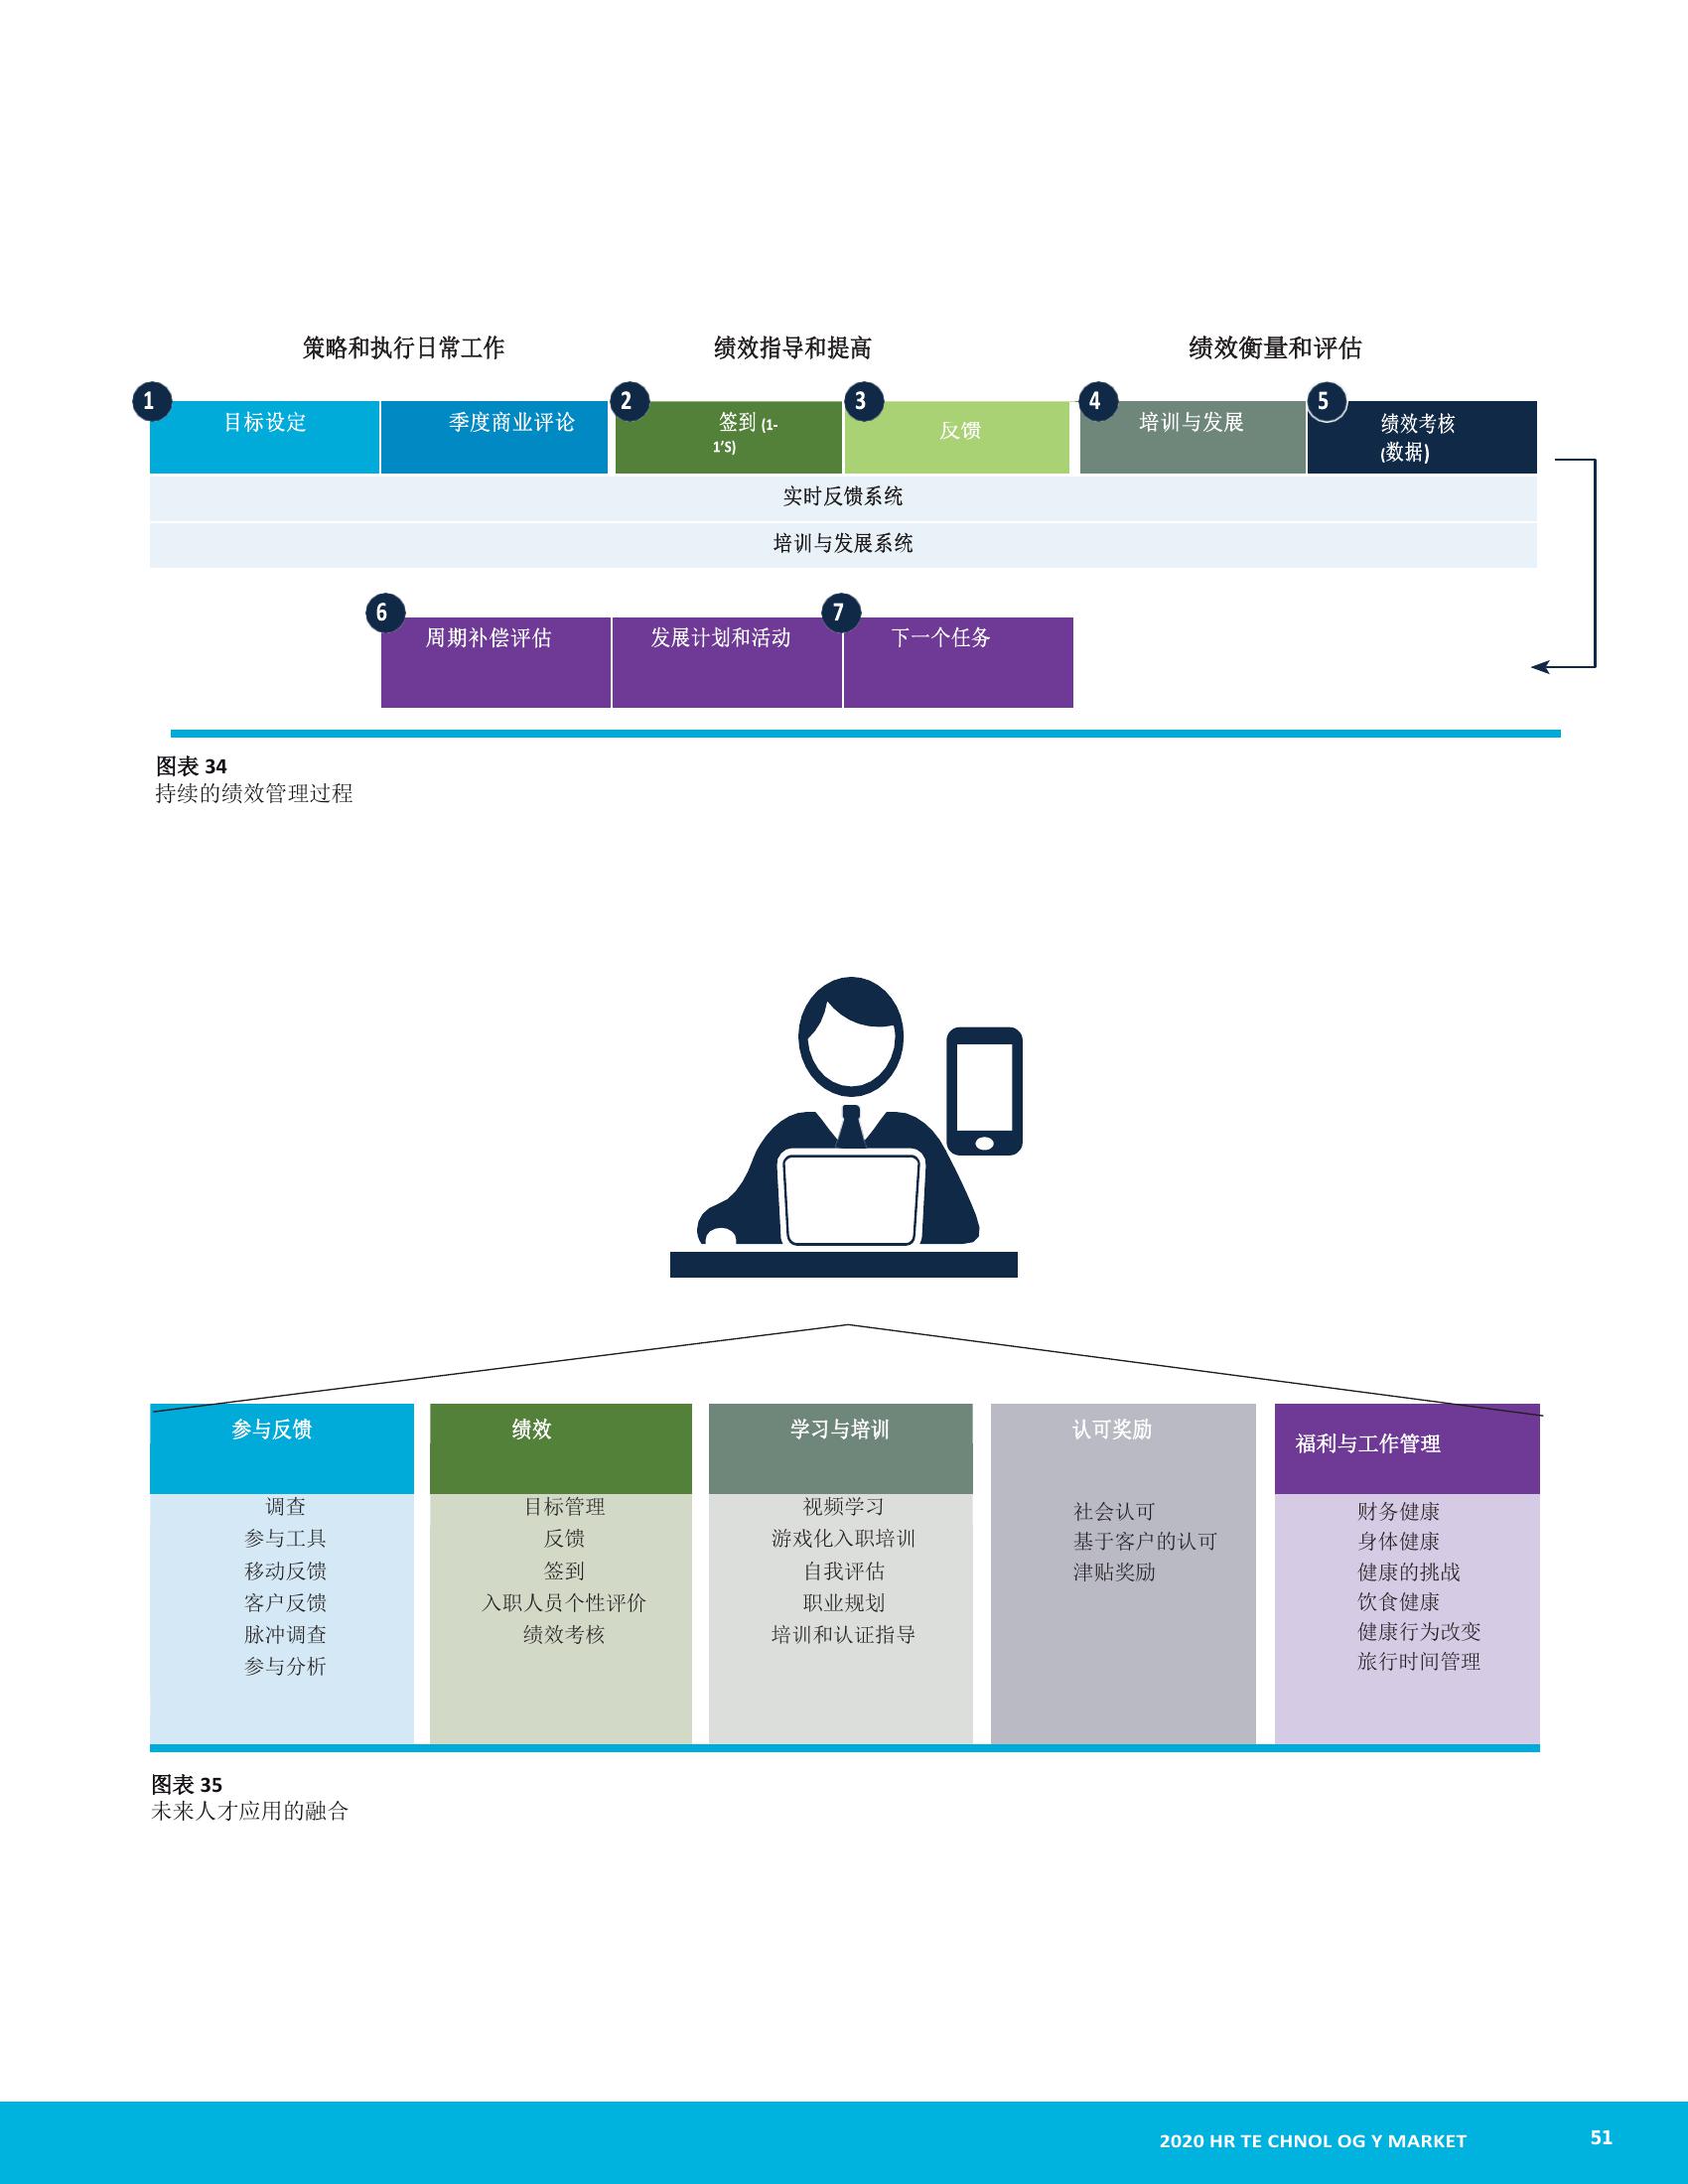 策略和执行日常工作
绩效指导和提高
绩效衡量和评估
1
目标设定
季度商业评论
2
签到 (1-
1'S)
3
反馈
4
培训与发展
5
绩效考核
(数据)
实时反馈系统
培训与发展系统
6
周期补偿评估
发展计划和活动
7
下一个任务
图表 34
持续的绩效管理过程
参与反馈
调查
参与工具
移动反馈
客户反馈
脉冲调查
参与分析
绩效
目标管理
反馈
签到
入职人员个性评价
绩效考核
学习与培训
视频学习
游戏化入职培训
自我评估
职业规划
培训和认证指导
认可奖励
社会认可
基于客户的认可
津贴奖励
福利与工作管理
财务健康
身体健康
健康的挑战
饮食健康
健康行为改变
旅行时间管理
图表 35
未来人才应用的融合
2020 HR TE CHNOL OG Y MARKET
51